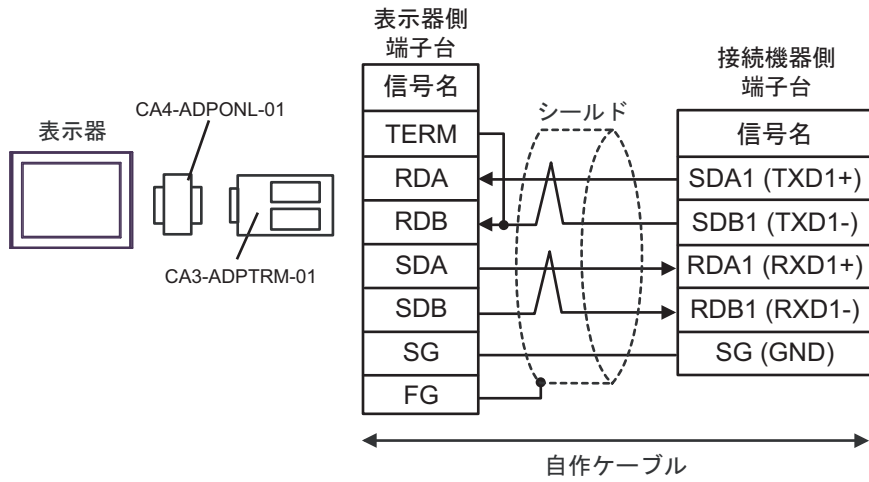 表示器
CA4-ADPONL-01
CA3-ADPTRM-01
表示器側
端子台
信号名
TERM
RDA
RDB
SDA
SDB
SG
FG
シールド
接続機器側
端子台
信号名
SDA1 (TXD1+)
SDB1 (TXD1-)
RDA1 (RXD1+)
RDB1 (RXD1-)
SG (GND)
自作ケーブル